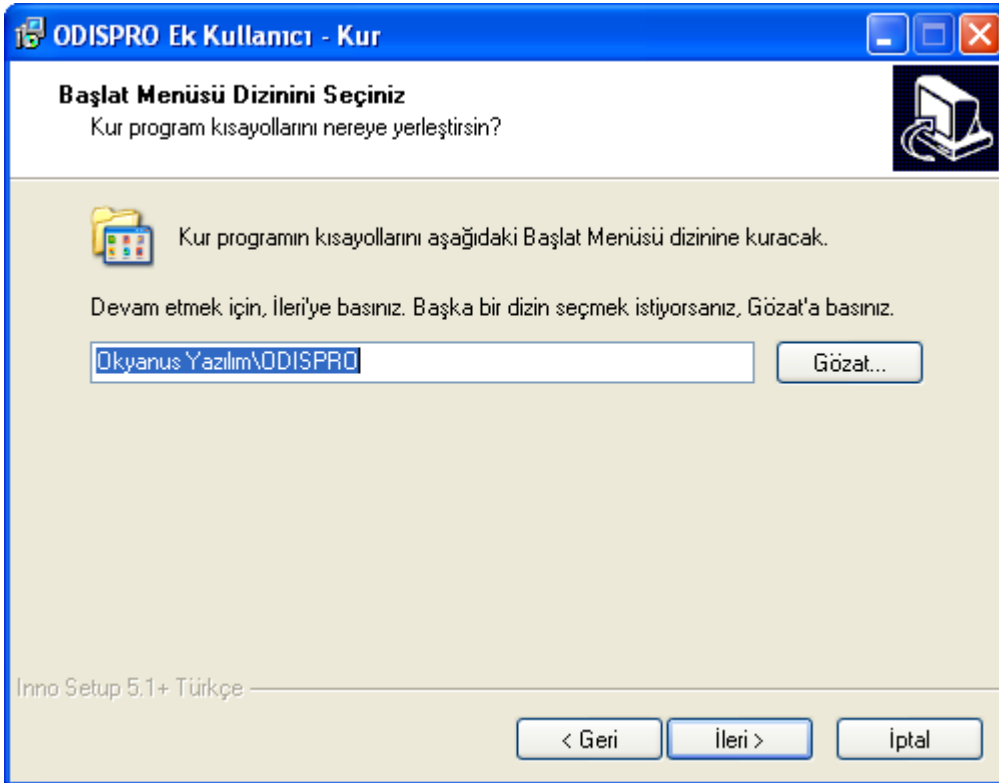 ODISPRO Ek Kullanıcı - Kur
Başlat Menüsü Dizinini Seçiniz
Kur program kısayollarını nereye yerleştirsin?
Kur programın kısayollarını aşağıdaki Başlat Menüsü dizinine kuracak.
Devam etmek için, İleri'ye basınız. Başka bir dizin seçmek istiyorsanız, Gözat'a basınız.
Okyanus Yazılım\ODISPRO
Gözat...
Inno Setup 5.1+ Türkçe
< Geri
İleri >
İptal